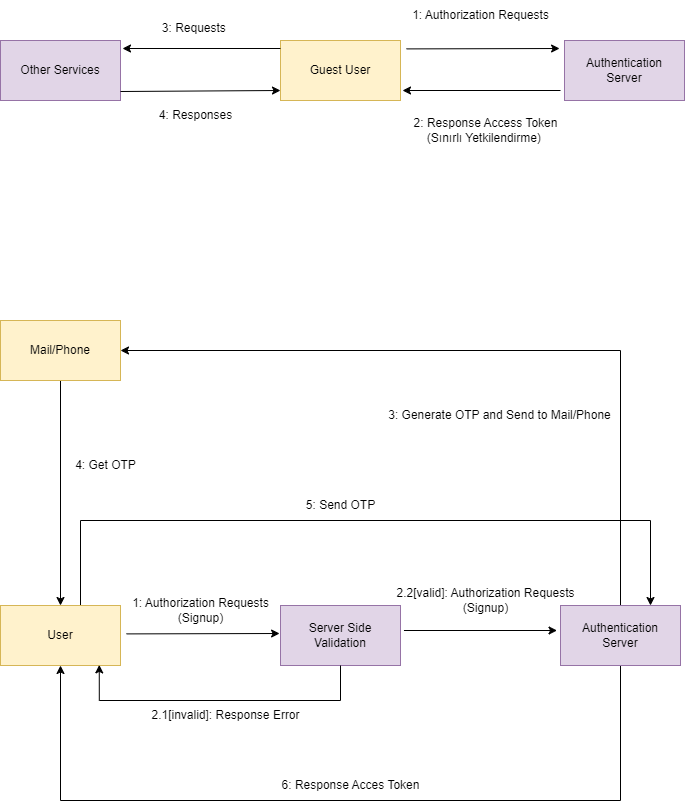 3: Requests
1: Authorization Requests
Other Services
Guest User
Authentication
Server
4: Responses
2: Response Access Token
(Sınırlı Yetkilendirme)
Mail/Phone
3: Generate OTP and Send to Mail/Phone
4: Get OTP
5: Send OTP
1: Authorization Requests
(Signup)
2.2[valid]: Authorization Requests
(Signup)
User
Server Side
Validation
Authentication
Server
2.1[invalid]: Response Error
6: Response Acces Token